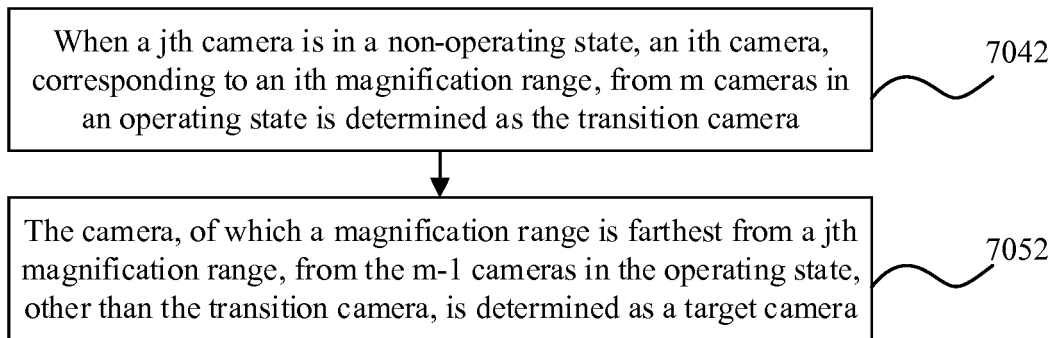 When a jth camera is in a non-operating state, an ith camera,
corresponding to an ith magnification range, from m cameras in
an operating state is determined as the transition camera
7042
The camera, of which a magnification range is farthest from a jth
magnification range, from the m-1 cameras in the operating state,
other than the transition camera, is determined as a target camera
7052